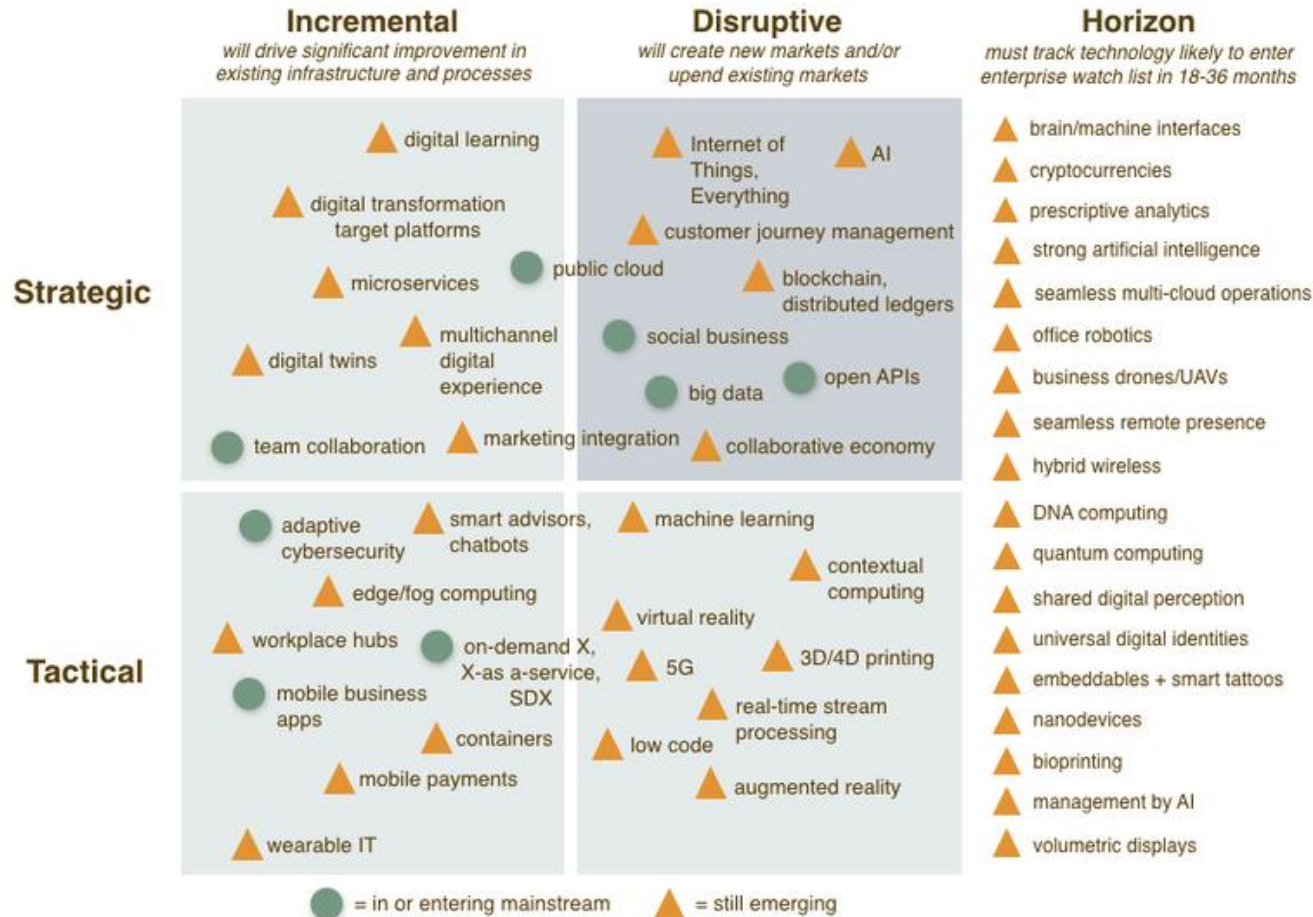 Incremental
will drive significant improvement in
existing infrastructure and processes
Disruptive
will create new markets and/or
upend existing markets
Horizon
must track technology likely to enter
enterprise watch list in 18-36 months
Strategic
digital learning
digital transformation
target platforms
public cloud
microservices
multichannel
digital
experience
digital twins
team collaboration
marketing integration
Internet of
Things,
Everything
AI
customer journey management
blockchain,
distributed ledgers
social business
open APIs
big data
collaborative economy
Tactical
adaptive
cybersecurity
smart advisors,
chatbots
edge/fog computing
workplace hubs
on-demand X,
X-as a-service,
SDX
mobile business
apps
containers
mobile payments
wearable IT
machine learning
contextual
computing
virtual reality
5G
3D/4D printing
real-time stream
processing
low code
augmented reality
brain/machine interfaces
cryptocurrencies
prescriptive analytics
strong artificial intelligence
seamless multi-cloud operations
office robotics
business drones/UAVs
seamless remote presence
hybrid wireless
DNA computing
quantum computing
shared digital perception
universal digital identities
embeddables + smart tattoos
nanodevices
bioprinting
management by AI
volumetric displays
= in or entering mainstream
= still emerging